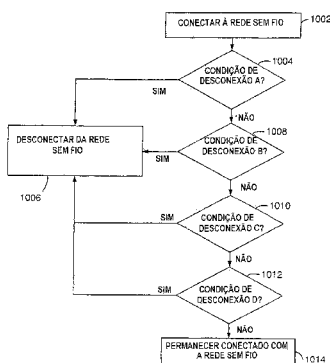 CONECTAR À REDE SEM FIO
1002
1004
CONDIÇÃO DE
DESCONEXÃO A?
SIM
NÃO
1008
DESCONECTAR DA REDE
SEM FIO
CONDIÇÃO DE
DESCONEXÃO B?
SIM
1006
NÃO
1010
SIM
CONDIÇÃO DE
DESCONEXÃO C?
NÃO
1012
SIM
CONDIÇÃO DE
DESCONEXÃO D?
NÃO
PERMANECER CONECTADO COM
A REDE SEM FIO
1014